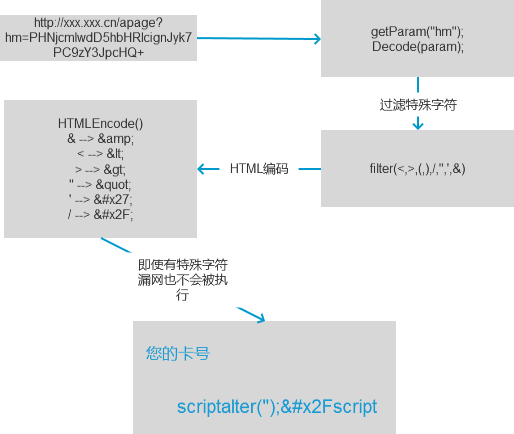 http://xxx.xxx.cn/apage?
hm=PHNjcmlwdD5hbHRlcignJyk7
PC9zY3JpcHQ+
getParam("hm");
Decode(param);
过滤特殊字符
filter(<,>,(,),/,",',&)
HTML编码
HTMLEncode()
& --> &amp;
< --> &lt;
> --> &gt;
" --> &quot;
' --> &#x27;
/ --> &#x2F;
即使有特殊字符
漏网也不会被执
行
您的卡号
scriptalter('');&#x2Fscript